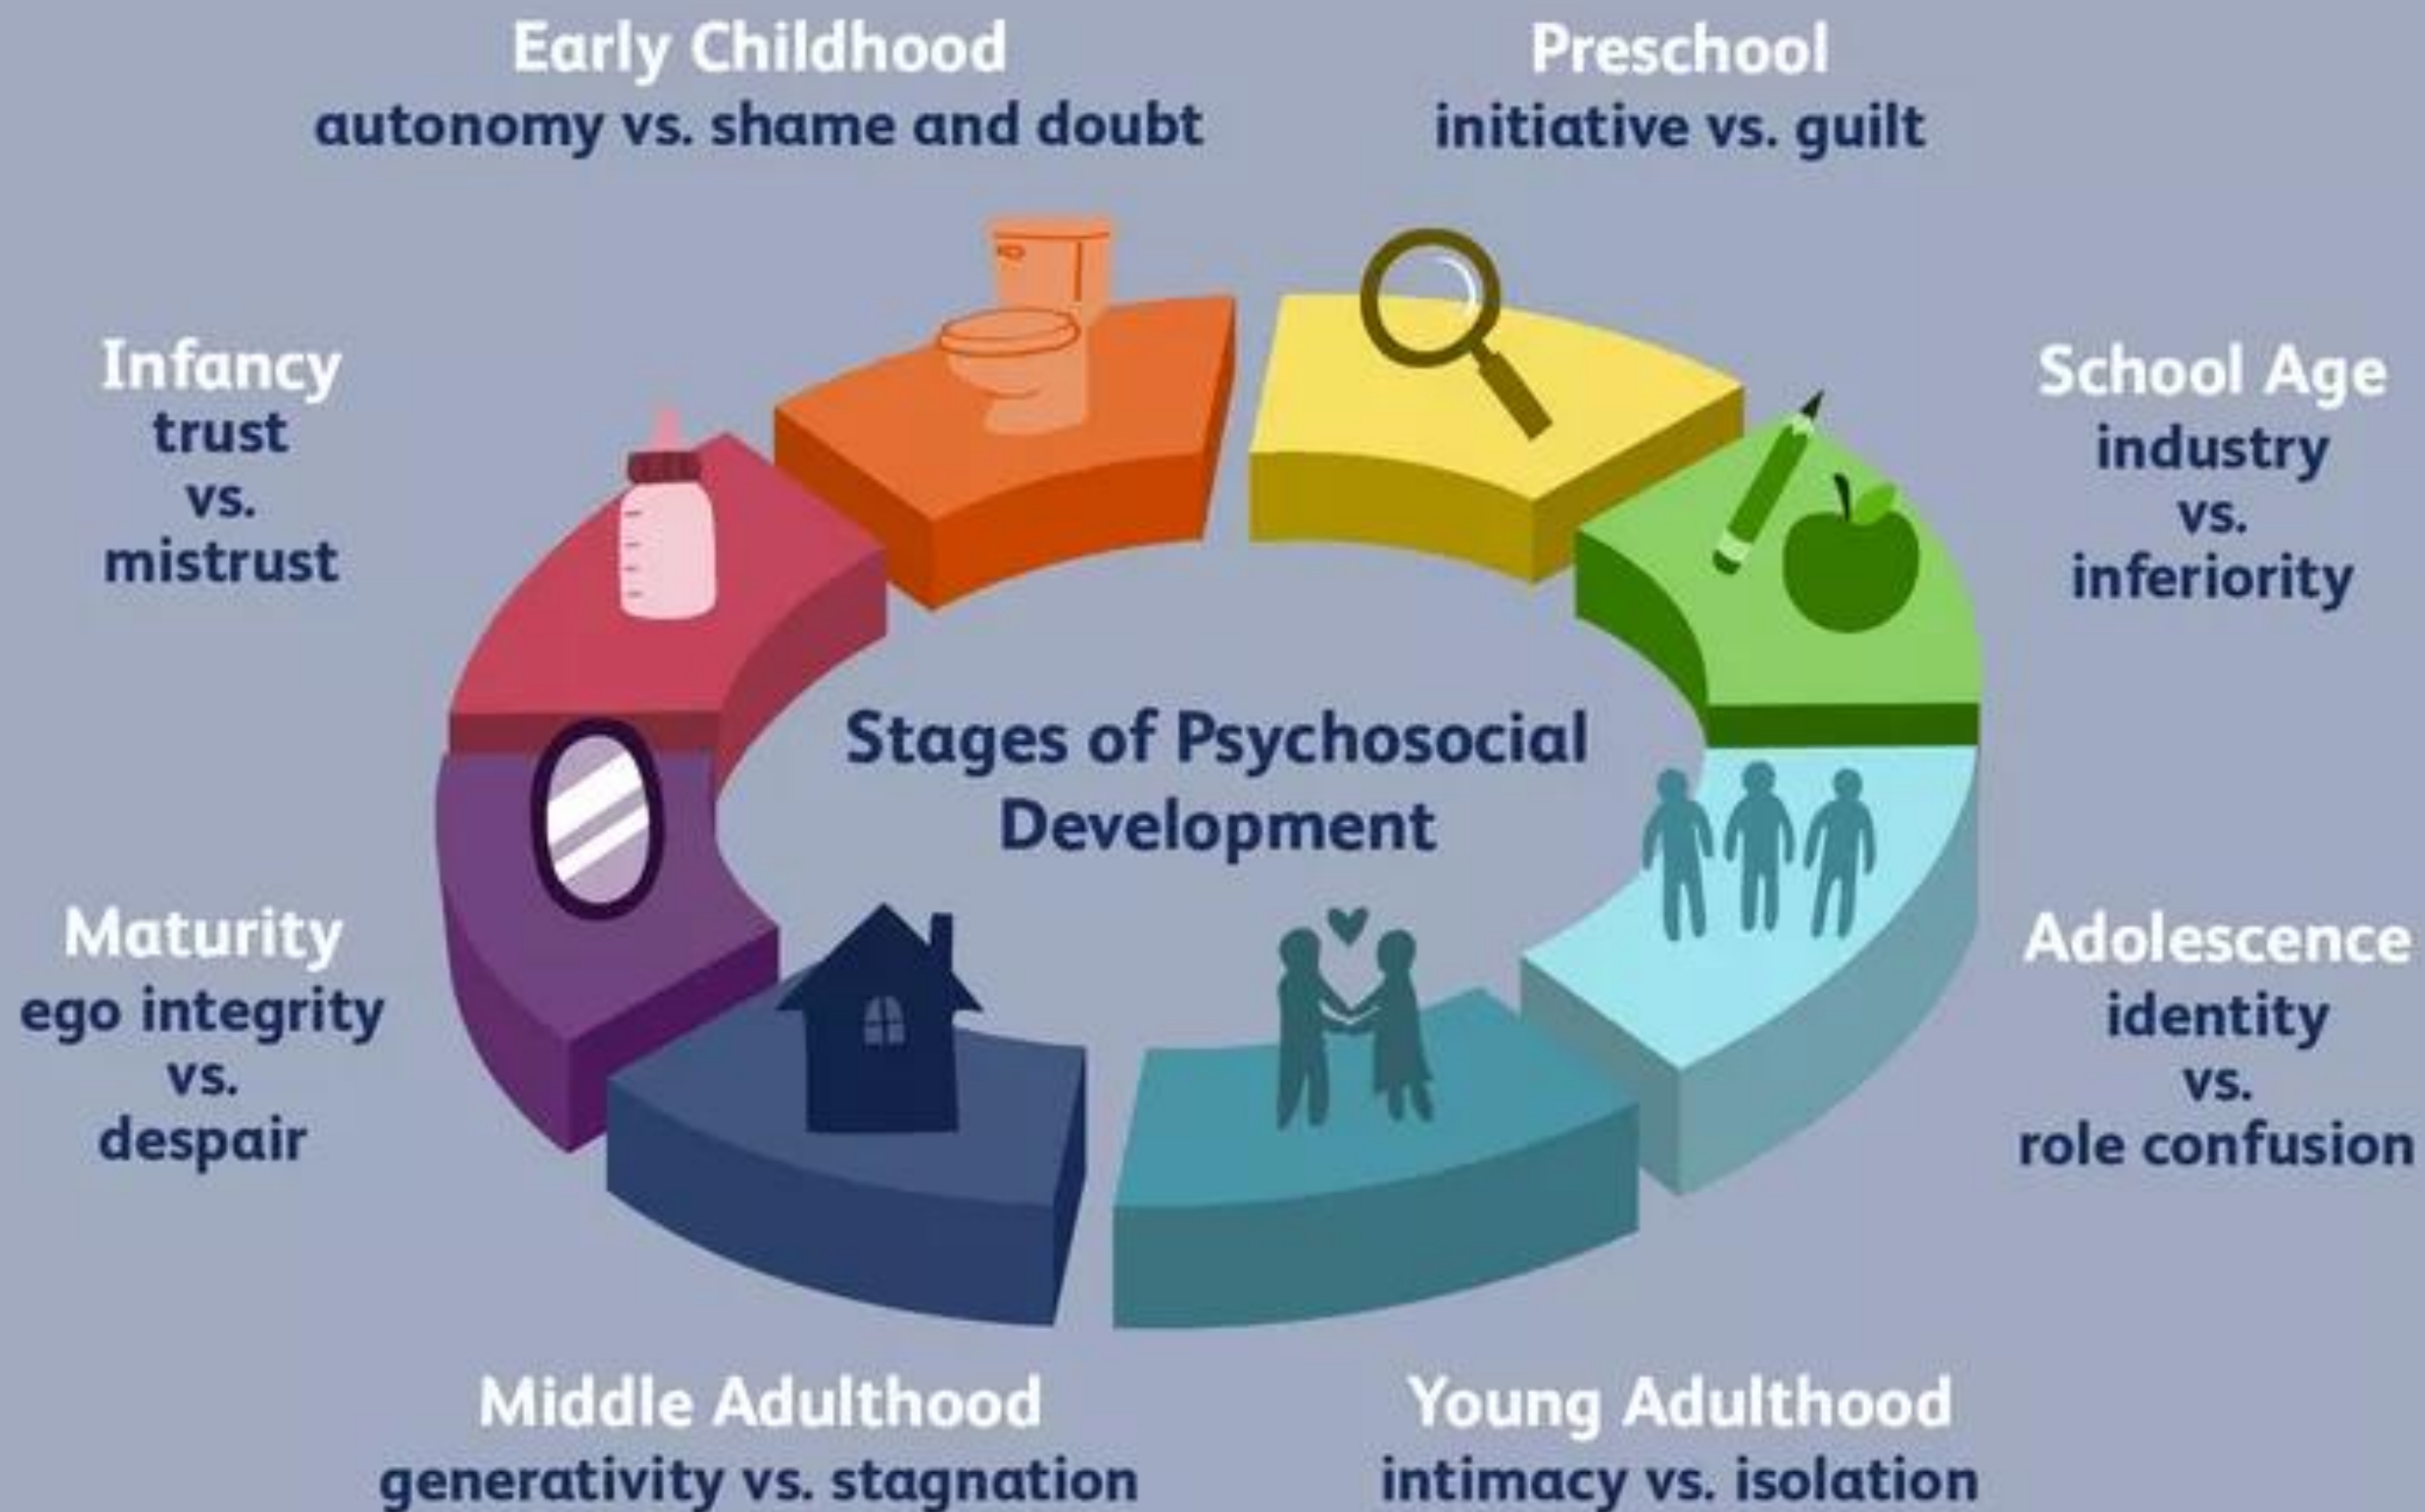 Early Childhood
autonomy vs. shame and doubt
Preschool
initiative vs. guilt
Infancy
trust
vs.
mistrust
School Age
industry
vs.
inferiority
Stages of Psychosocial
Development
Maturity
ego integrity
vs.
despair
Adolescence
identity
vs.
role confusion
Middle Adulthood
generativity vs. stagnation
Young Adulthood
intimacy vs. isolation